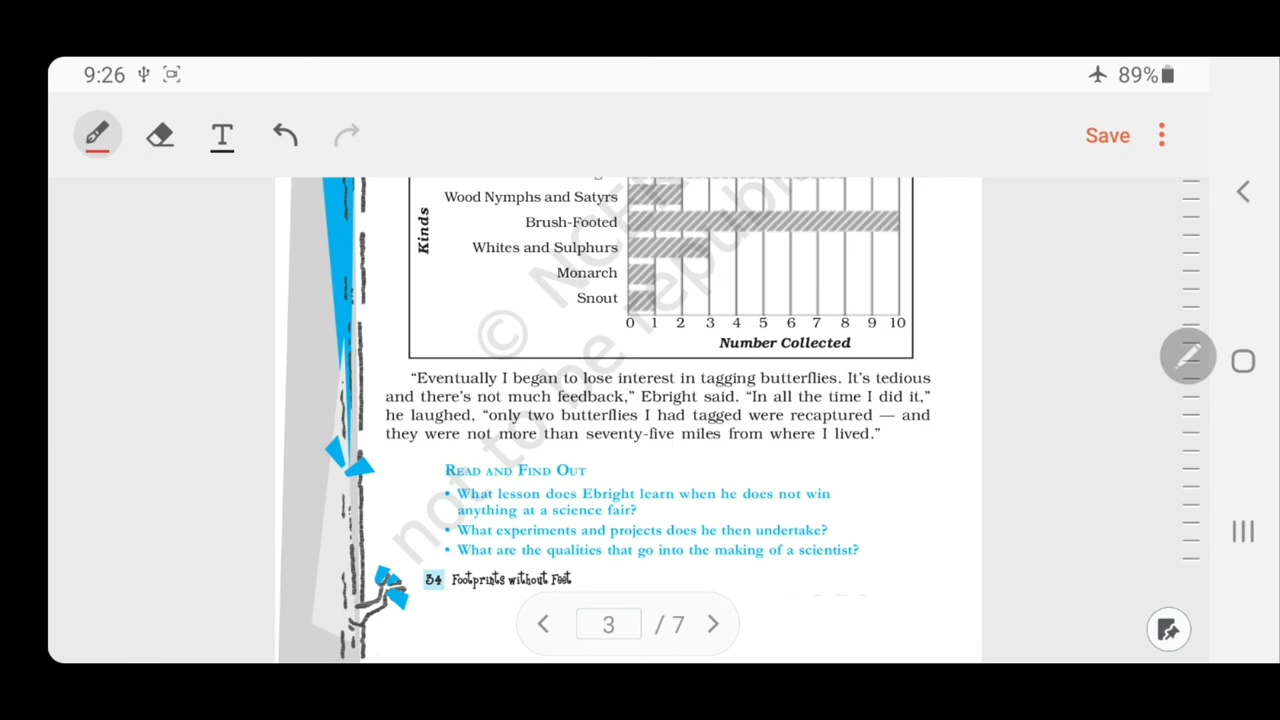 9:26
89%
T
Save
Wood Nymphs and Satyrs
Brush-Footed
Whites and Sulphurs
Monarch
Snout
Kinds
0 1 2 3 4 5 6 7 8 9 10
Number Collected
© NCE
not to be republi
“Eventually I began to lose interest in tagging butterflies. It’s tedious
and there’s not much feedback,” Ebright said. “In all the time I did it,”
he laughed, “only two butterflies I had tagged were recaptured — and
they were not more than seventy-five miles from where I lived.”
READ AND FIND OUT
• What lesson does Ebright learn when he does not win
anything at a science fair?
• What experiments and projects does he then undertake?
• What are the qualities that go into the making of a scientist?
34 Footprints without Feet
3 / 7